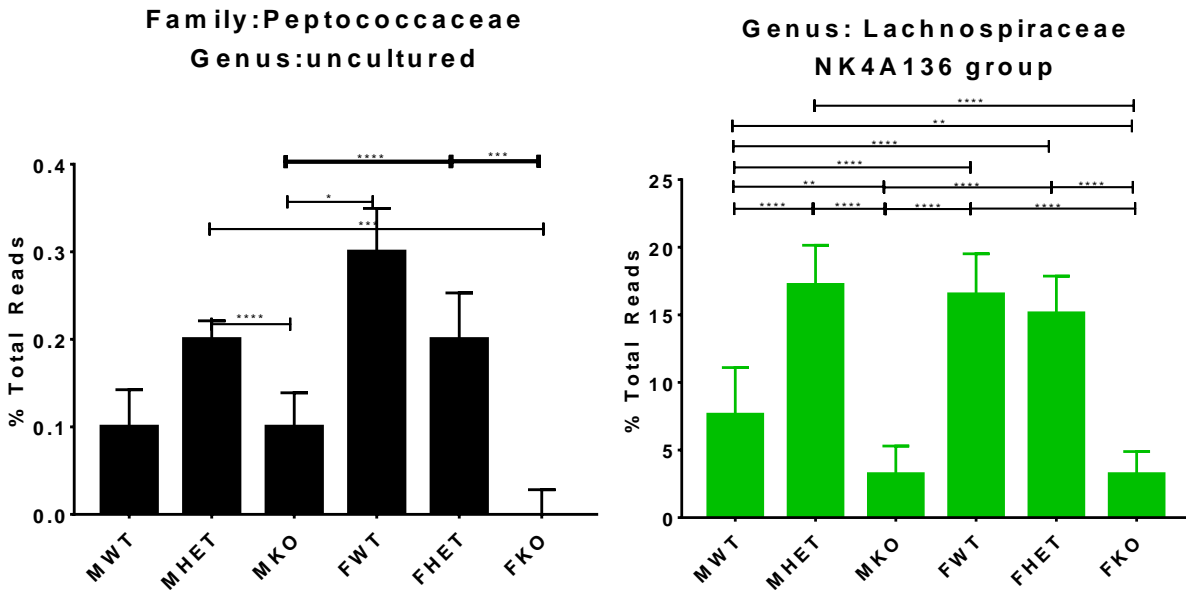 Family:Peptococcaceae
Genus:uncultured
**** ***
*
***
****
% Total Reads
0.4
0.3
0.2
0.1
0.0
MWT MHET MKO FWT FHET FKO
Genus: Lachnospiraceae
NK4A136 group
****
**
****
****
** **** ****
**** **** **** ****
% Total Reads
25
20
15
10
5
0
MWT MHET MKO FWT FHET FKO